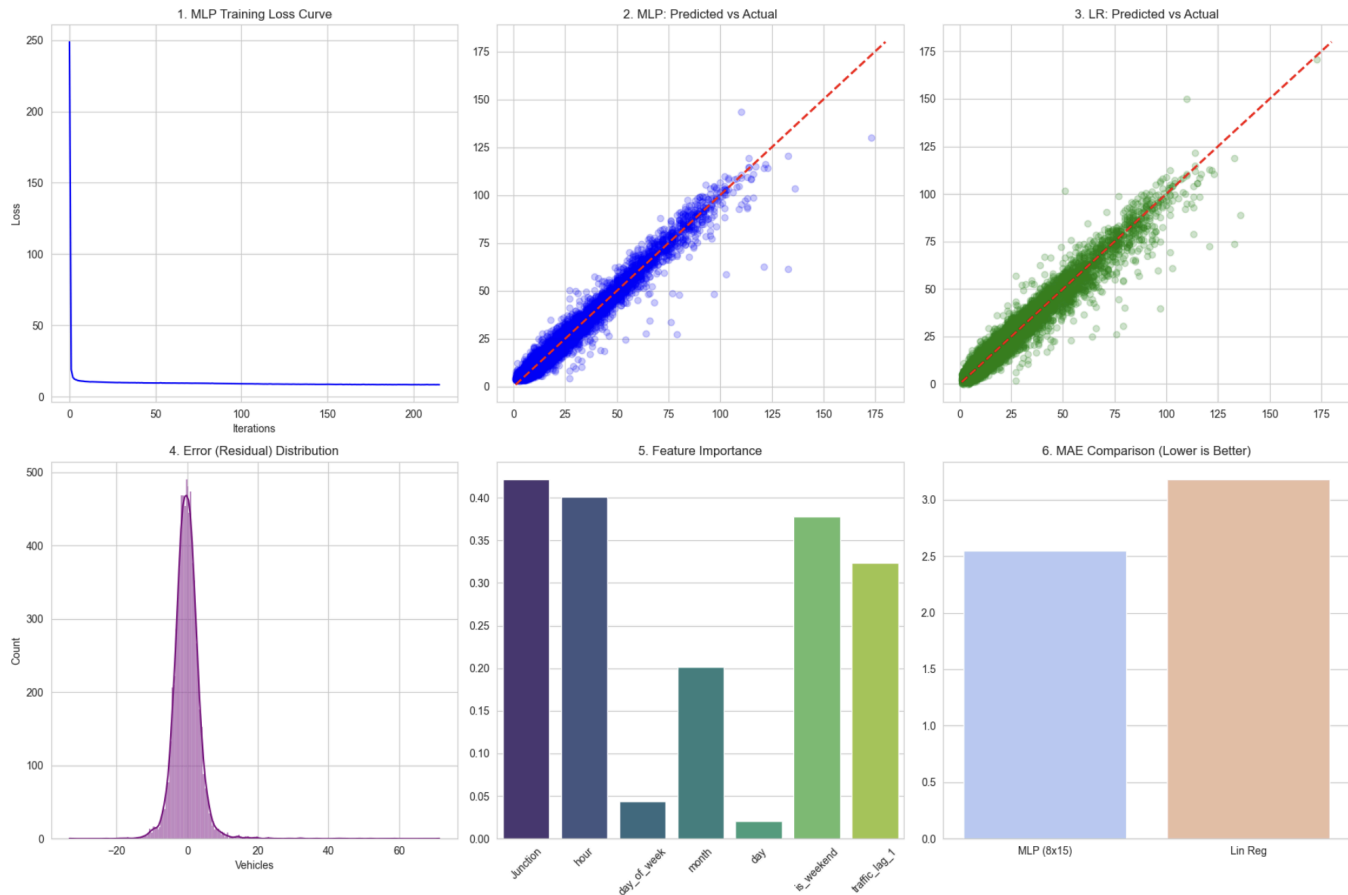 1. MLP Training Loss Curve
250
200
150
100
50
0
Loss
0 50 100 150 200
Iterations
2. MLP: Predicted vs Actual
175
150
125
100
75
50
25
0
0 25 50 75 100 125 150 175
3. LR: Predicted vs Actual
175
150
125
100
75
50
25
0
0 25 50 75 100 125 150 175
4. Error (Residual) Distribution
500
400
300
200
100
0
Count
−20 0 20 40 60
Vehicles
5. Feature Importance
0.40
0.35
0.30
0.25
0.20
0.15
0.10
0.05
0.00
Junction
hour
day_of_week
month
day
is_weekend
traffic_lag_1
6. MAE Comparison (Lower is Better)
3.0
2.5
2.0
1.5
1.0
0.5
0.0
MLP (8x15) Lin Reg